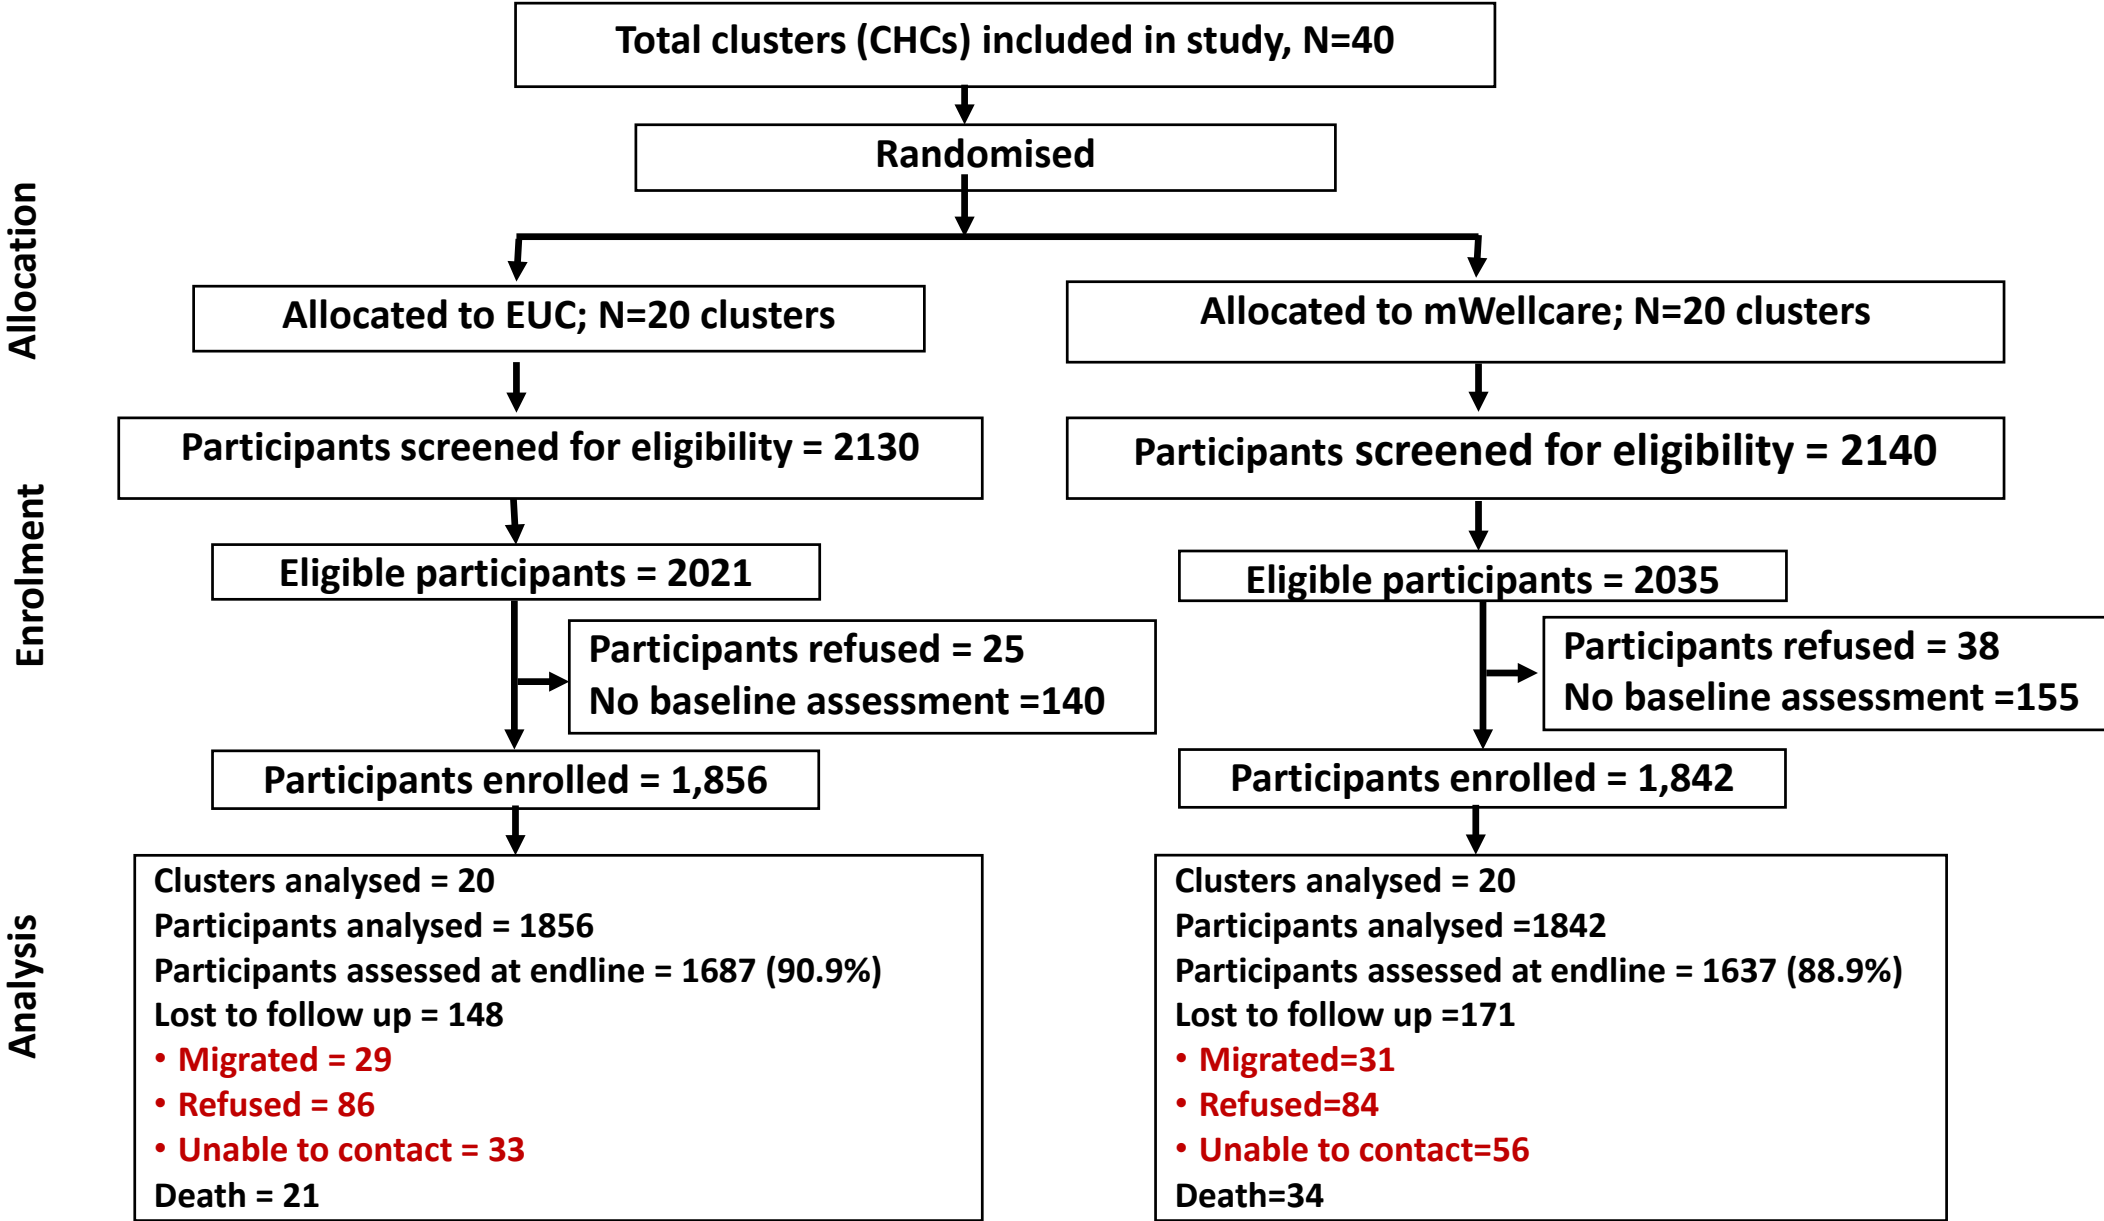 Total clusters (CHCs) included in study, N=40
Randomised
Allocation
Allocated to EUC; N=20 clusters
Allocated to mWellcare; N=20 clusters
Participants screened for eligibility = 2130
Participants screened for eligibility = 2140
Enrolment
Eligible participants = 2021
Eligible participants = 2035
Participants refused = 25
No baseline assessment =140
Participants refused = 38
No baseline assessment =155
Participants enrolled = 1,856
Participants enrolled = 1,842
Analysis
Clusters analysed = 20
Participants analysed = 1856
Participants assessed at endline = 1687 (90.9%)
Lost to follow up = 148
• Migrated = 29
• Refused = 86
• Unable to contact = 33
Death = 21
Clusters analysed = 20
Participants analysed =1842
Participants assessed at endline = 1637 (88.9%)
Lost to follow up =171
• Migrated=31
• Refused=84
• Unable to contact=56
Death=34